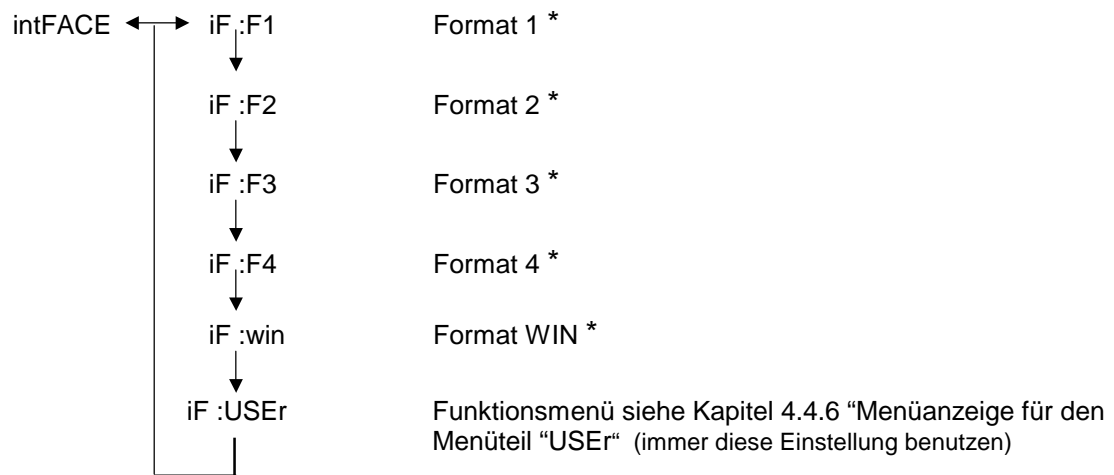 intFACE iF :F1 Format 1 *
iF :F2 Format 2 *
iF :F3 Format 3 *
iF :F4 Format 4 *
iF :win Format WIN *
iF :USEr Funktionsmenü siehe Kapitel 4.4.6 “Menüanzeige für den
Menüteil “USEr“ (immer diese Einstellung benutzen)